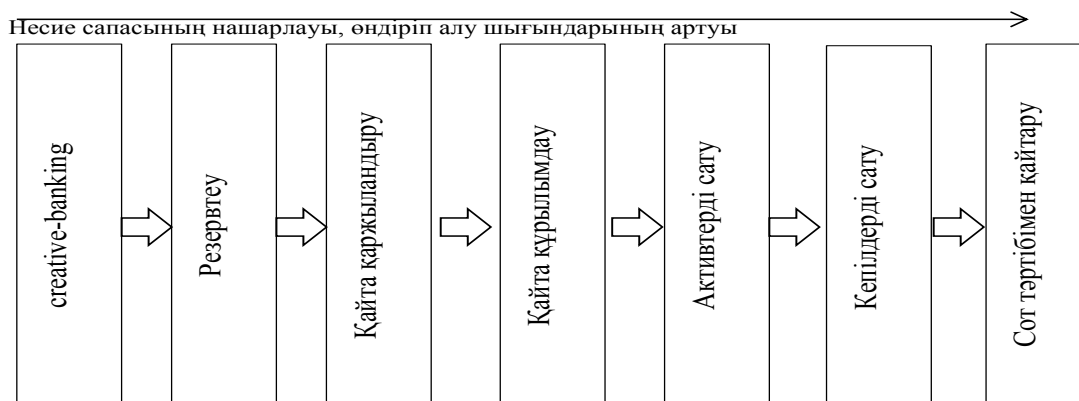 Несие сапасының нашарлауы, өндіріп алу шығындарының артуы
creative-banking
Резервтеу
Қайта қаржыландыру
Қайта құрылымдау
Активтерді сату
Кепілдерді сату
Сот тәртібімен қайтару